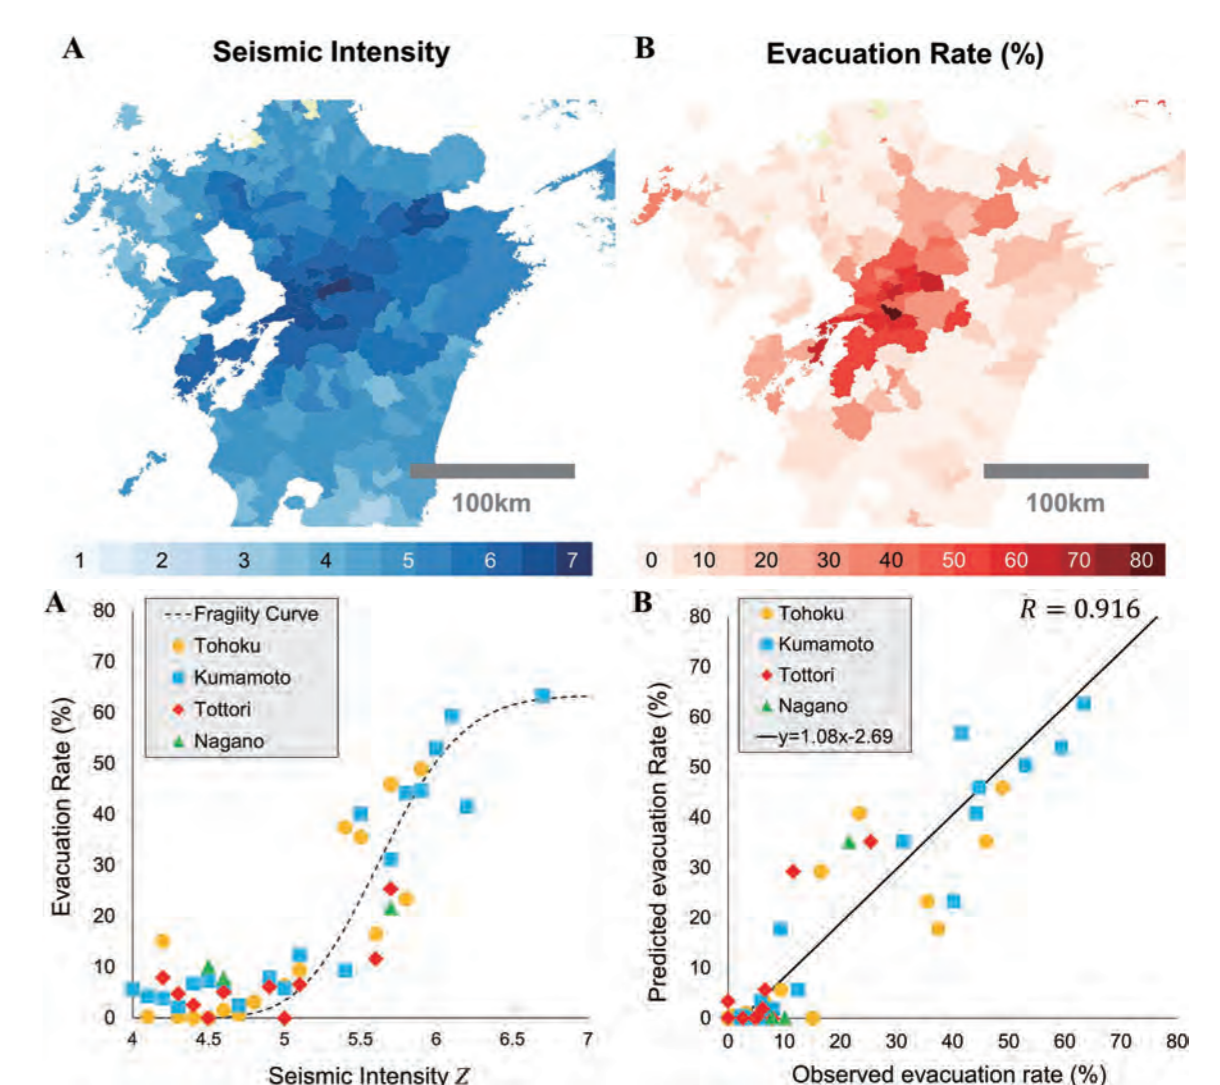 A Seismic Intensity
B Evacuation Rate (%)
100km
100km
1 2 3 4 5 6 7
0 10 20 30 40 50 60 70 80
A
80
70
60
50
40
30
20
10
0
Evacuation Rate (%)
Fragiity Curve
Tohoku
Kumamoto
Tottori
Nagano
4 4.5 5 5.5 6 6.5 7
Seismic Intensity Z
B
80
70
60
50
40
30
20
10
0
Predicted evacuation Rate (%)
Tohoku
Kumamoto
Tottori
Nagano
y=1.08x-2.69
R = 0.916
0 10 20 30 40 50 60 70 80
Observed evacuation rate (%)